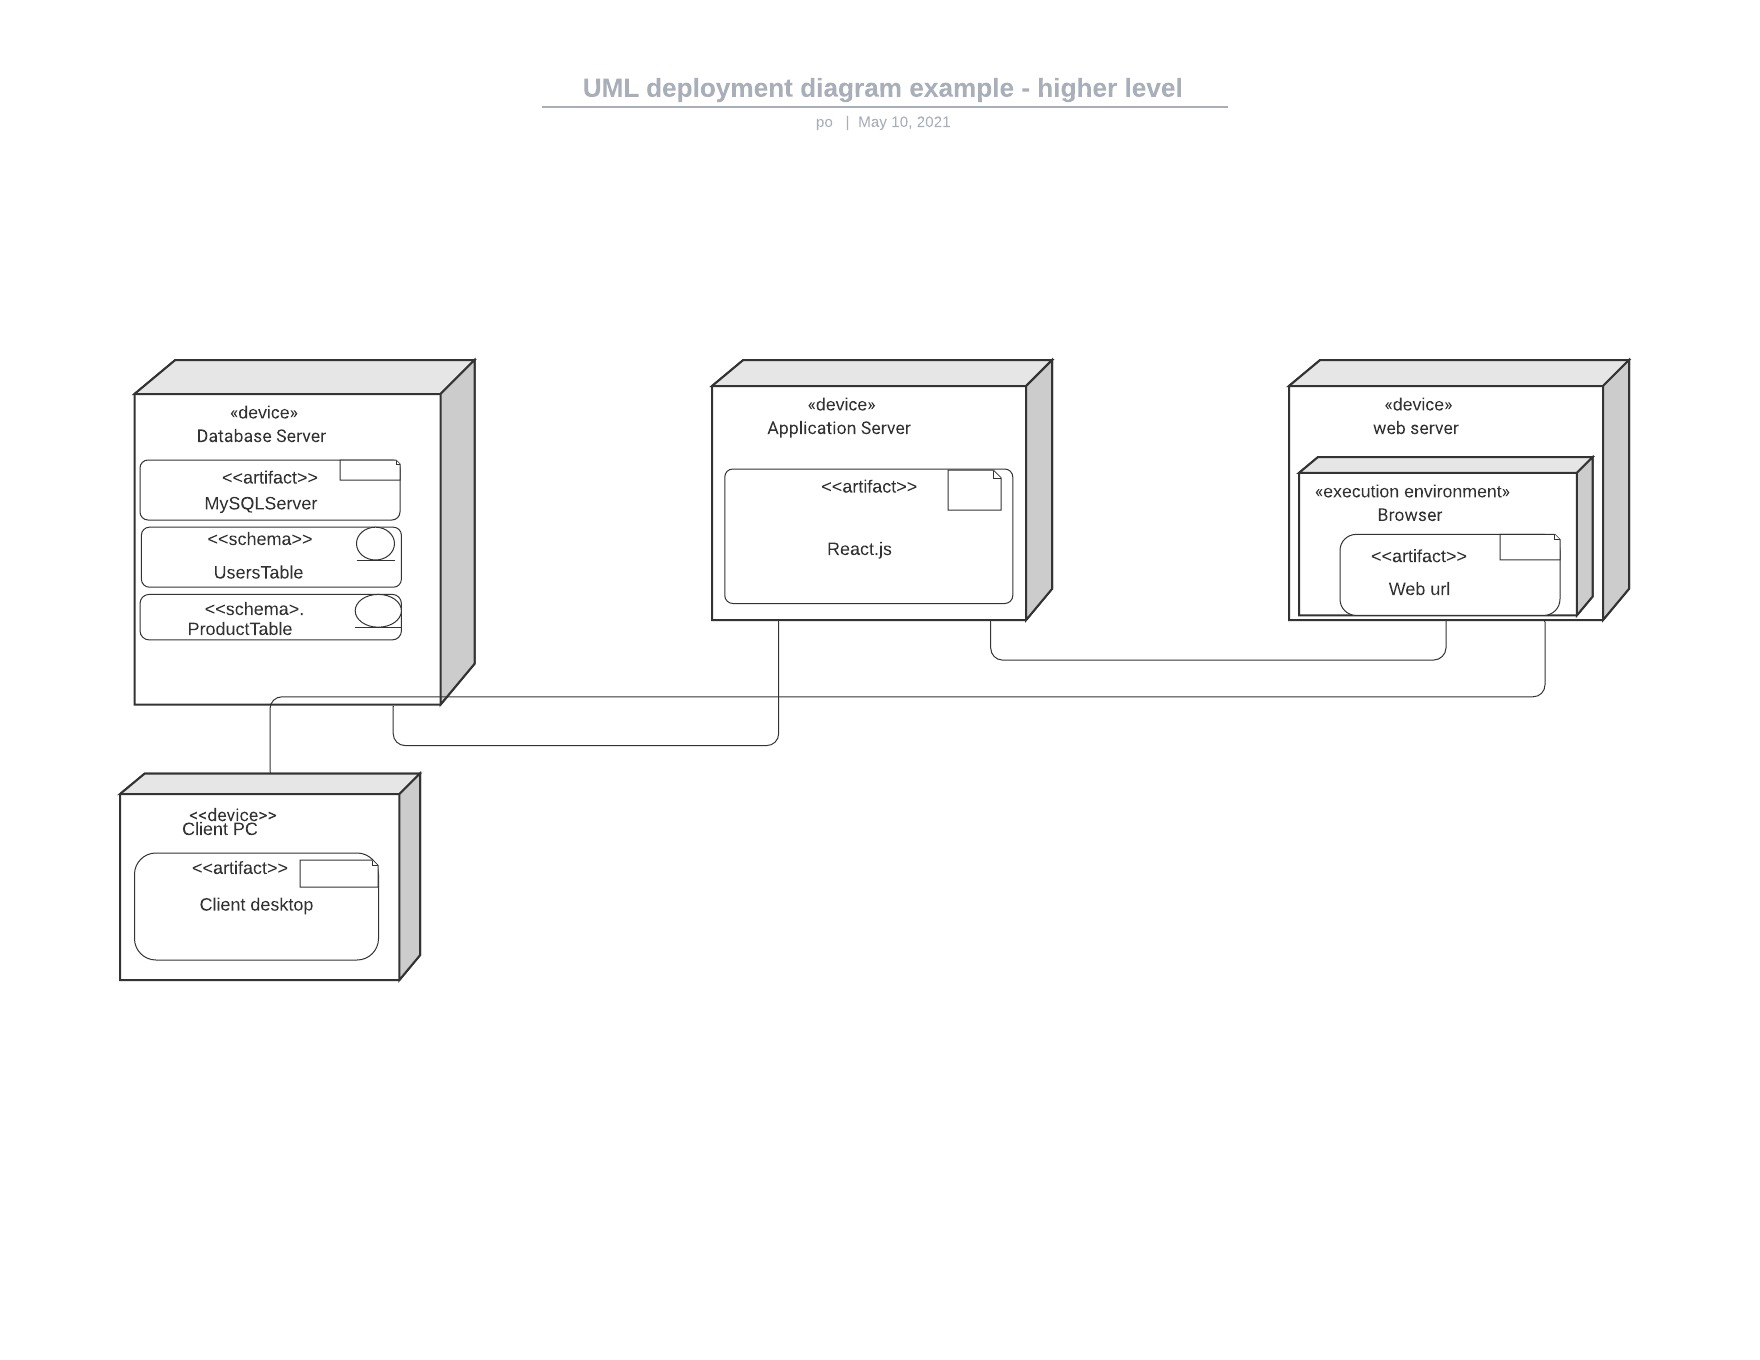 UML deployment diagram example - higher level
po | May 10, 2021
«device»
Database Server
<<artifact>>
MySQLServer
<<schema>>
UsersTable
<<schema>.
ProductTable
«device»
Application Server
<<artifact>>
React.js
«device»
web server
«execution environment»
Browser
<<artifact>>
Web url
<<device>>
Client PC
<<artifact>>
Client desktop